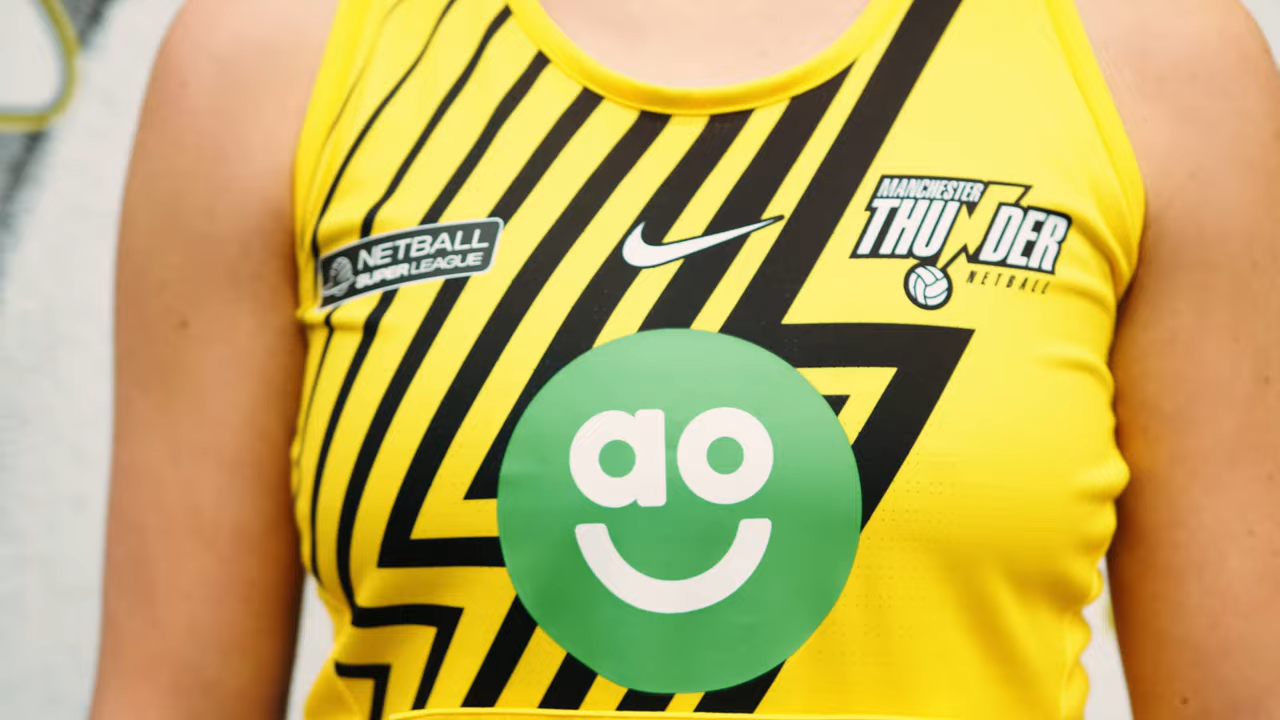 NETBALL
SUPER LEAGUE
MANCHESTER
THUNDER
NETBALL
ao